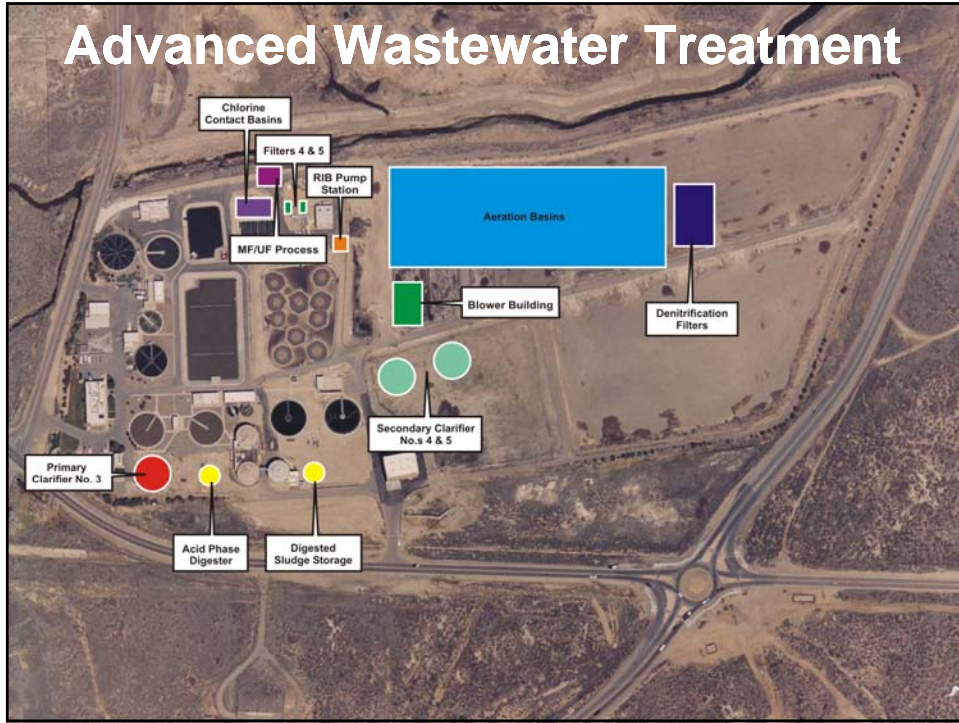 Advanced Wastewater Treatment
Chlorine
Contact Basins
Filters 4 & 5
RIB Pump
Station
MF/UF Process
Aeration Basins
Blower Building
Denitrification
Filters
Secondary Clarifier
No.s 4 & 5
Primary
Clarifier No. 3
Acid Phase
Digester
Digested
Sludge Storage